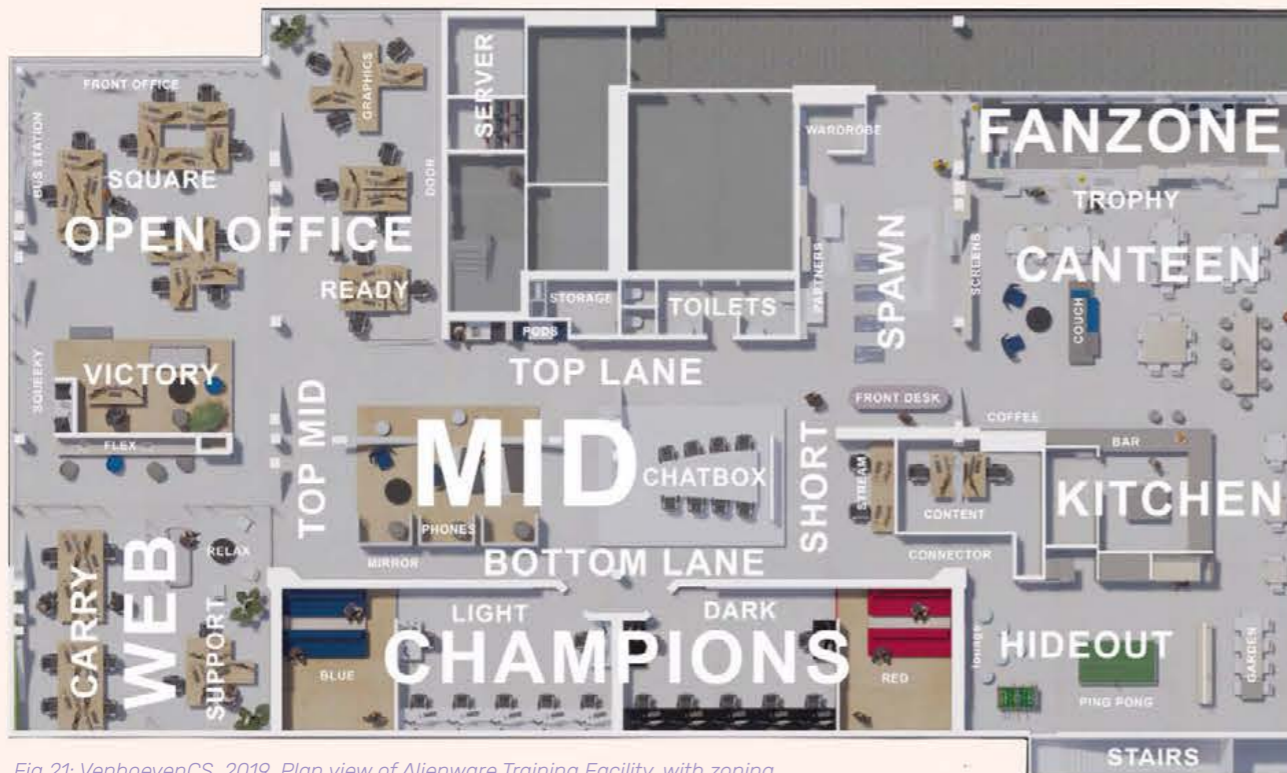 FRONT OFFICE
BUS STATION
SQUARE
OPEN OFFICE
GRAPHICS
DOOR
READY
SERVER
STORAGE
PODS
TOILETS
WARDROBE
PARTNERS
SPAWN
SCREENS
FANZONE
TROPHY
CANTEEN
COUCH
SQUEEKY
VICTORY
FLEX
TOP LANE
TOP MID
MID
CHATBOX
PHONES
MIRROR
BOTTOM LANE
SHORT
FRONT DESK
COFFEE
BAR
STREAM
CONTENT
KITCHEN
CONNECTOR
CARRY
WEB
RELAX
SUPPORT
BLUE
LIGHT
DARK
CHAMPIONS
RED
lounge
HIDEOUT
PING PONG
GARDEN
STAIRS
Fig 21: VenhoevenCS, 2019. Plan view of Alienware Training Facility, with zoning